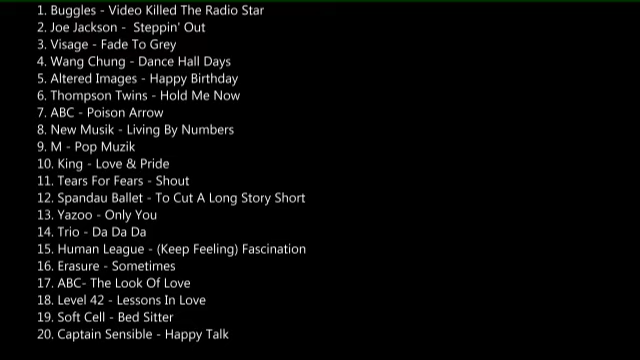 1. Buggles - Video Killed The Radio Star
2. Joe Jackson -  Steppin' Out
3. Visage - Fade To Grey
4. Wang Chung - Dance Hall Days
5. Altered Images - Happy Birthday
6. Thompson Twins - Hold Me Now
7. ABC - Poison Arrow
8. New Musik - Living By Numbers
9. M - Pop Muzik
10. King - Love & Pride
11. Tears For Fears - Shout
12. Spandau Ballet - To Cut A Long Story Short
13. Yazoo - Only You
14. Trio - Da Da Da
15. Human League - (Keep Feeling) Fascination
16. Erasure - Sometimes
17. ABC- The Look Of Love
18. Level 42 - Lessons In Love
19. Soft Cell - Bed Sitter
20. Captain Sensible - Happy Talk